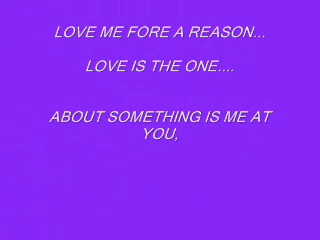 LOVE ME FORE A REASON...
LOVE IS THE ONE....
ABOUT SOMETHING IS ME AT
YOU,